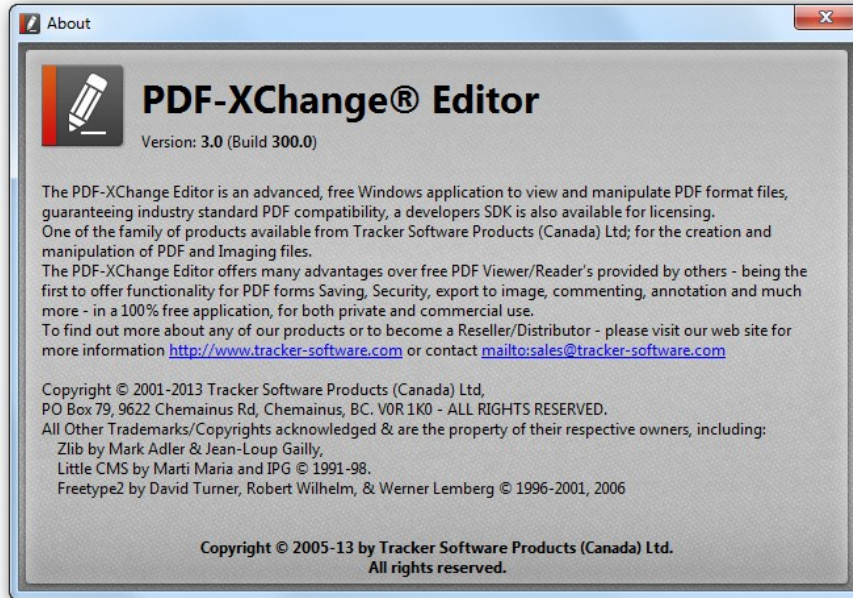 About
PDF-XChange® Editor
Version: 3.0 (Build 300.0)
The PDF-XChange Editor is an advanced, free Windows application to view and manipulate PDF format files,
guaranteeing industry standard PDF compatibility, a developers SDK is also available for licensing.
One of the family of products available from Tracker Software Products (Canada) Ltd; for the creation and
manipulation of PDF and Imaging files.
The PDF-XChange Editor offers many advantages over free PDF Viewer/Reader's provided by others - being the
first to offer functionality for PDF forms Saving, Security, export to image, commenting, annotation and much
more - in a 100% free application, for both private and commercial use.
To find out more about any of our products or to become a Reseller/Distributor - please visit our web site for
more information http://www.tracker-software.com or contact mailto:sales@tracker-software.com
Copyright © 2001-2013 Tracker Software Products (Canada) Ltd,
PO Box 79, 9622 Chemainus Rd, Chemainus, BC. V0R 1K0 - ALL RIGHTS RESERVED.
All Other Trademarks/Copyrights acknowledged & are the property of their respective owners, including:
Zlib by Mark Adler & Jean-Loup Gailly,
Little CMS by Marti Maria and IPG © 1991-98.
Freetype2 by David Turner, Robert Wilhelm, & Werner Lemberg © 1996-2001, 2006
Copyright © 2005-13 by Tracker Software Products (Canada) Ltd.
All rights reserved.